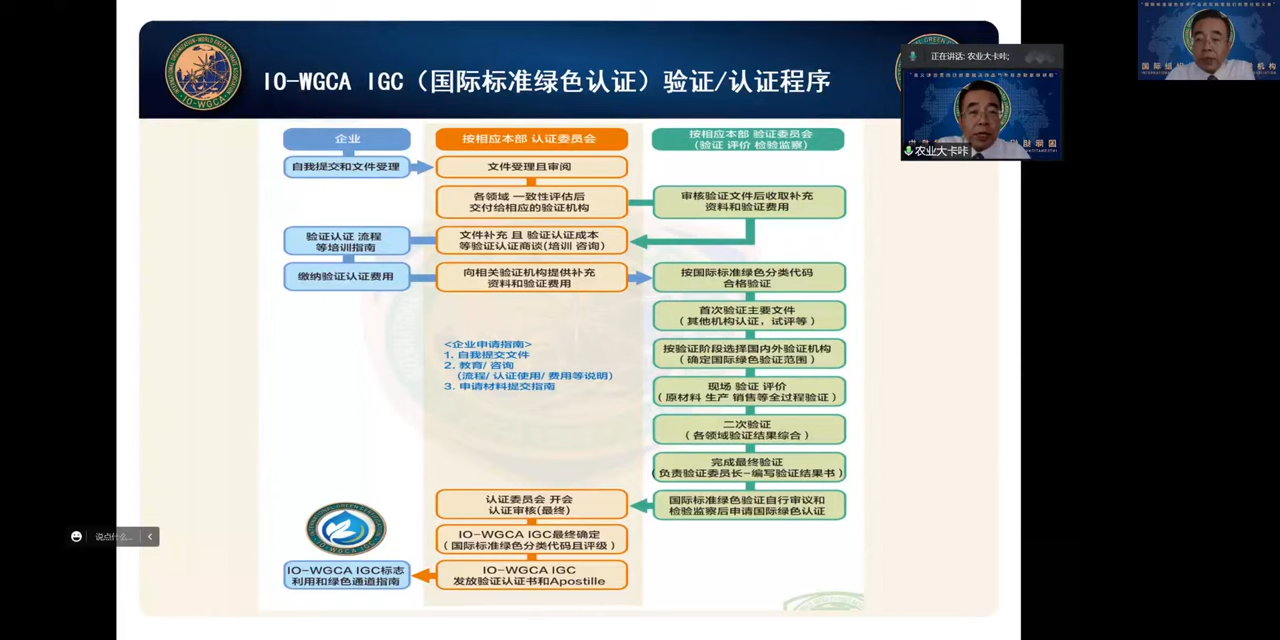 IO-WGCA IGC（国际标准绿色认证）验证/认证程序
正在讲话: 农业大卡咔;
农业大卡咔
企业
按相应本部 认证委员会
按相应本部 验证委员会
(验证 评价 检验监察)
自我提交和文件受理
文件受理且审阅
各领域 一致性评估后
交付给相应的验证机构
审核验证文件后收取补充
资料和验证费用
验证认证 流程
等培训指南
文件补充 且 验证认证成本
等验证认证商谈(培训 咨询)
缴纳验证认证费用
向相关验证机构提供补充
资料和验证费用
按国际标准绿色分类代码
合格验证
首次验证主要文件
（其他机构认证，试评等）
<企业申请指南>
1. 自我提交文件
2. 教育/ 咨询
(流程/ 认证使用/ 费用等说明)
3. 申请材料提交指南
按验证阶段选择国内外验证机构
（确定国际绿色验证范围）
现场 验证 评价
（原材料 生产 销售等全过程验证）
二次验证
（各领域验证结果综合）
完成最终验证
(负责验证委员长-编写验证结果书)
认证委员会 开会
认证审核(最终)
国际标准绿色验证自行审议和
检验监察后申请国际绿色认证
IO-WGCA IGC最终确定
（国际标准绿色分类代码且评级）
IO-WGCA IGC标志
利用和绿色通道指南
IO-WGCA IGC
发放验证认证书和Apostille
说点什么...